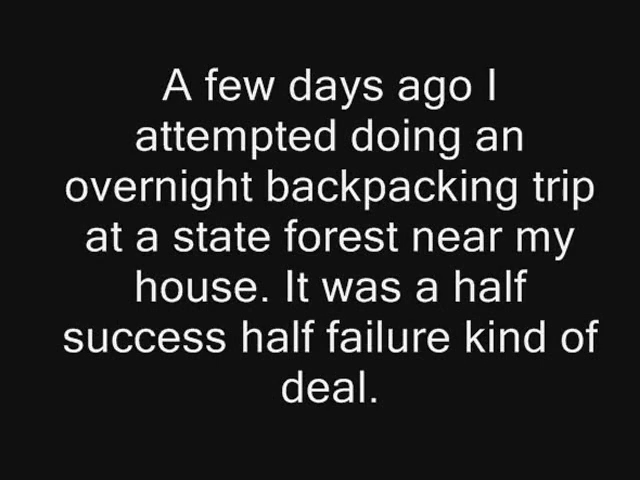 A few days ago I
attempted doing an
overnight backpacking trip
at a state forest near my
house. It was a half
success half failure kind of
deal.